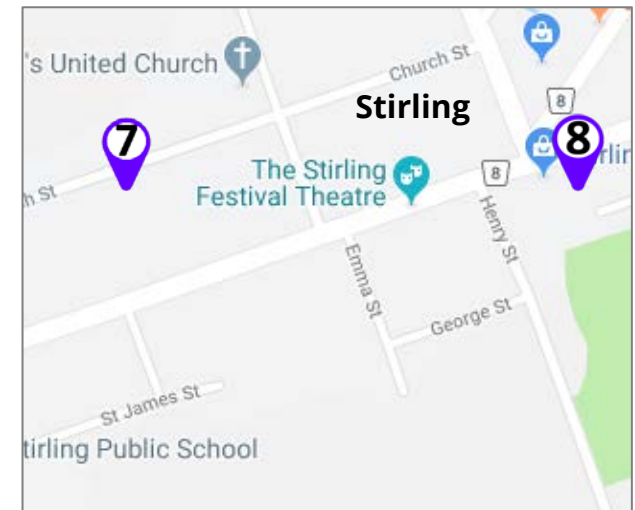 's United Church
Church St
Stirling
8
7
8
rlin
The Stirling
Festival Theatre
8
h St
Henry St
Emma St
George St
St James St
tirling Public School